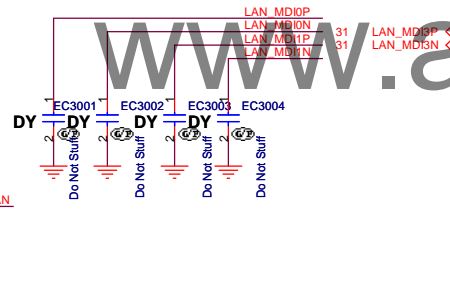 LAN_MDI0P
LAN_MDI0N
LAN_MDI1P
LAN_MDI1N
31 LAN_MDI3P
31 LAN_MDI3N
www.a
1 1 1 1
EC3001 EC3002 EC3003 EC3004
DY DY DY DY
G/P G/P G/P G/P
2 2 2 2
Do Not Stuff Do Not Stuff Do Not Stuff Do Not Stuff
AN